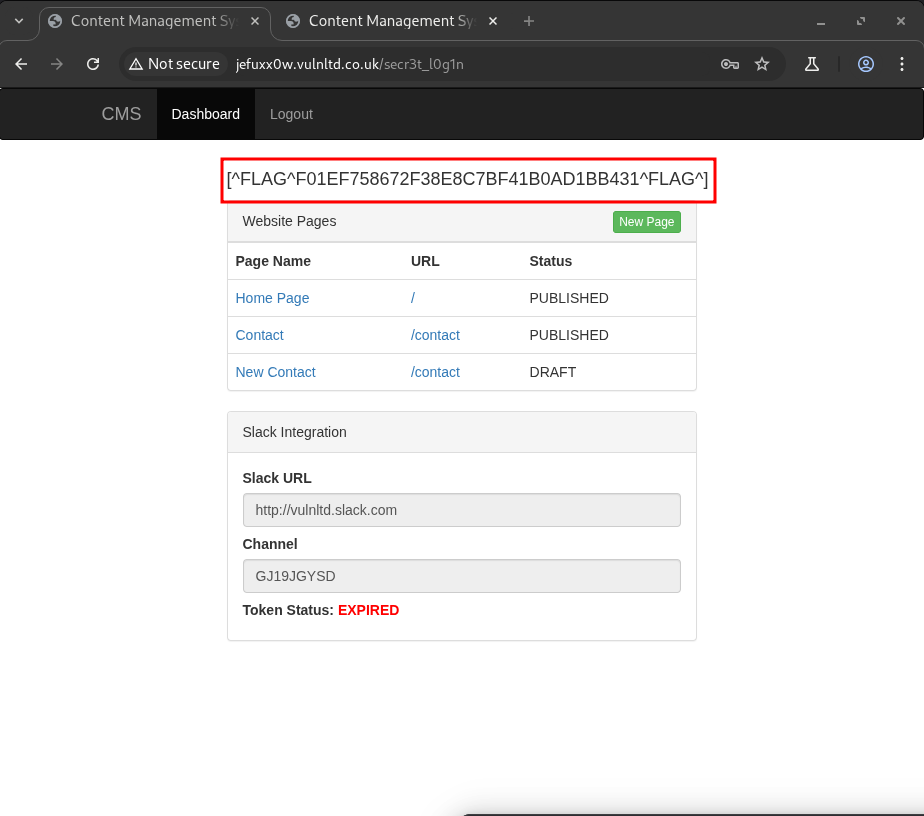 Content Management Sy
Content Management Sy
Not secure jefuxx0w.vulnltd.co.uk/secr3t_l0g1n
CMS Dashboard Logout
[^FLAG^F01EF758672F38E8C7BF41B0AD1BB431^FLAG^]
Website Pages New Page
Page Name URL Status
Home Page / PUBLISHED
Contact /contact PUBLISHED
New Contact /contact DRAFT
Slack Integration
Slack URL
http://vulnltd.slack.com
Channel
GJ19JGYSD
Token Status: EXPIRED